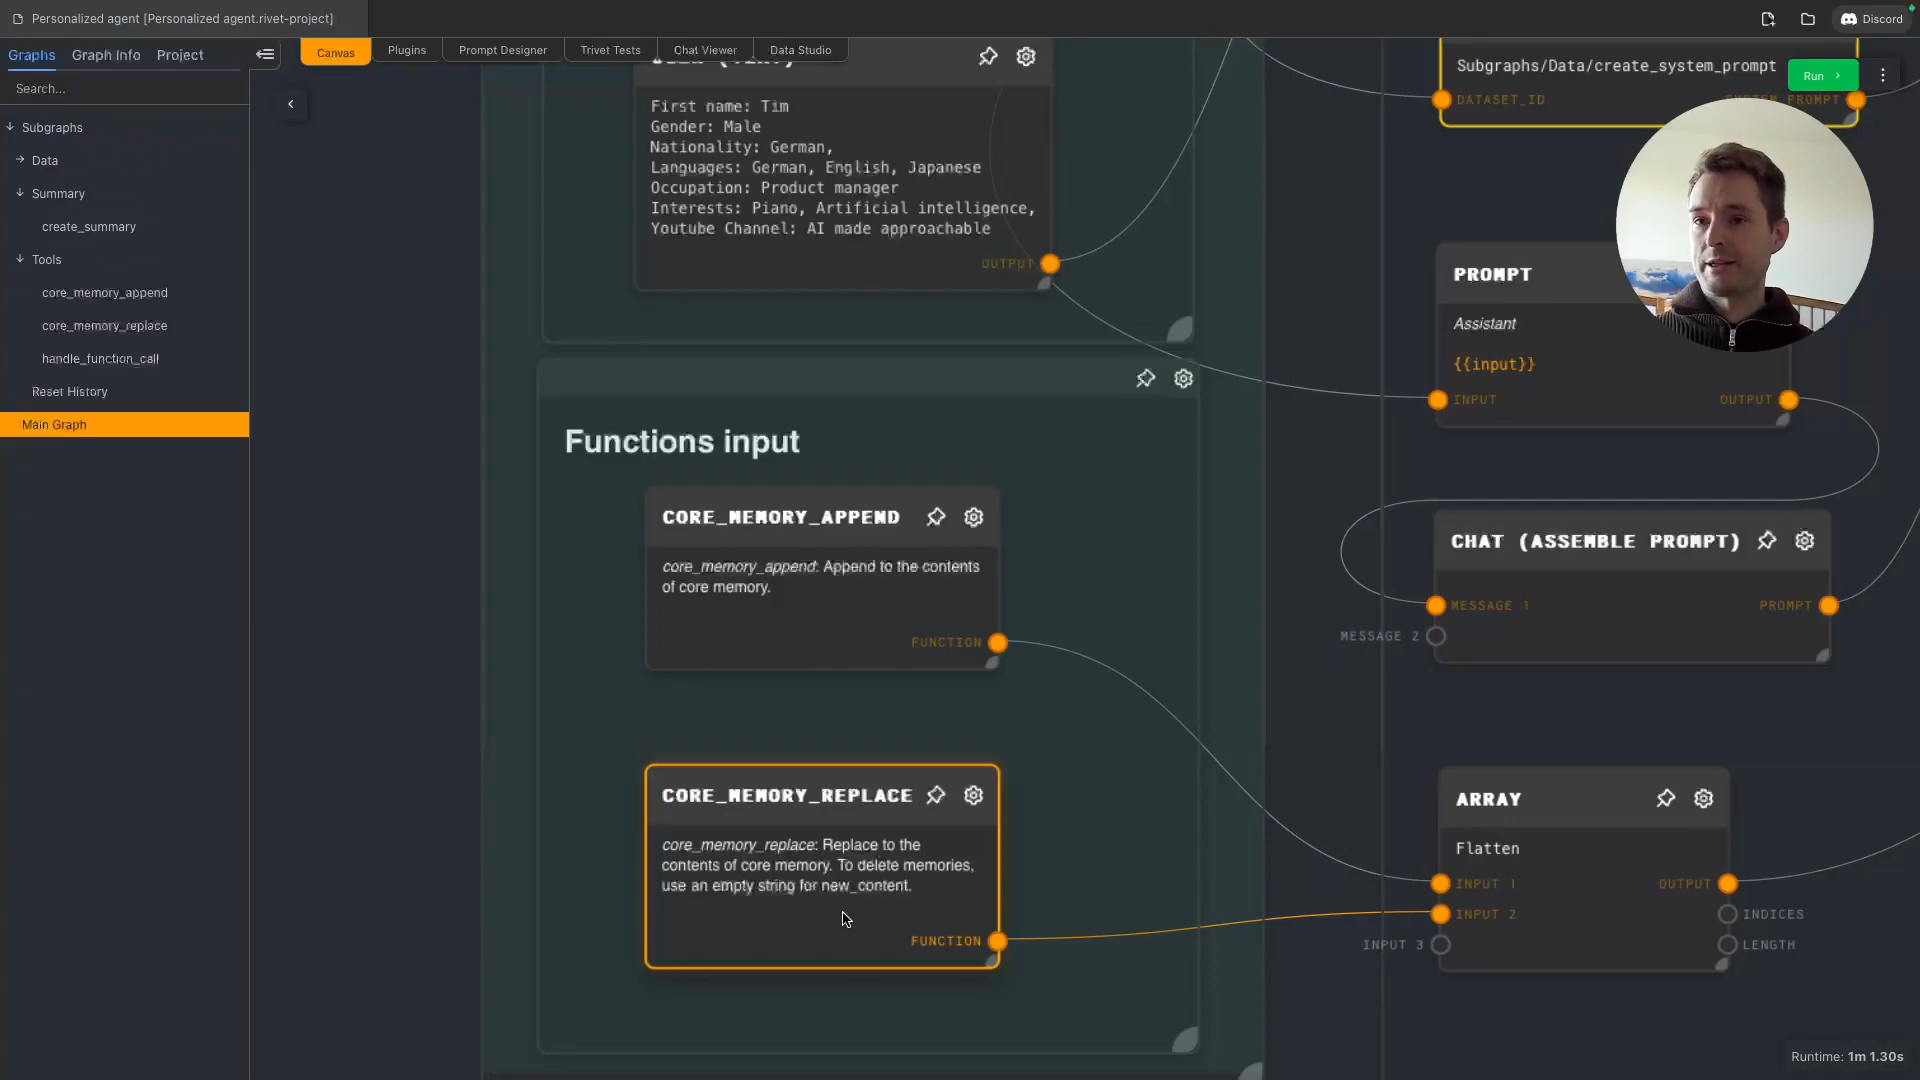 Personalized agent [Personalized agent.rivet-project]
Discord
Graphs
Graph Info
Project
Canvas
Plugins
Prompt Designer
Trivet Tests
Chat Viewer
Data Studio
Search...
Run
Subgraphs
Data
Summary
create_summary
Tools
core_memory_append
core_memory_replace
handle_function_call
Reset History
Main Graph
First name: Tim
Gender: Male
Nationality: German,
Languages: German, English, Japanese
Occupation: Product manager
Interests: Piano, Artificial intelligence,
Youtube Channel: AI made approachable
OUTPUT
Functions input
CORE_MEMORY_APPEND
core_memory_append: Append to the contents
of core memory.
FUNCTION
CORE_MEMORY_REPLACE
core_memory_replace: Replace to the
contents of core memory. To delete memories,
use an empty string for new_content.
FUNCTION
Subgraphs/Data/create_system_prompt
DATASET_ID
SYSTEM_PROMPT
PROMPT
Assistant
{{input}}
INPUT
OUTPUT
CHAT (ASSEMBLE PROMPT)
MESSAGE 1
PROMPT
MESSAGE 2
ARRAY
Flatten
INPUT 1
OUTPUT
INPUT 2
INDICES
INPUT 3
LENGTH
Runtime: 1m 1.30s